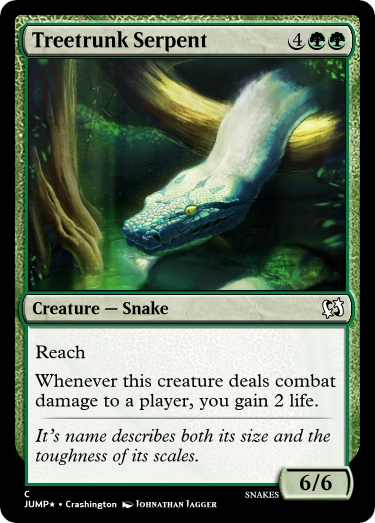 Treetrunk Serpent 4
Creature — Snake
Reach
Whenever this creature deals combat
damage to a player, you gain 2 life.
It's name describes both its size and the
toughness of its scales.
6/6
C SNAKES
JUMP★ • Crashington Johnathan Jagger